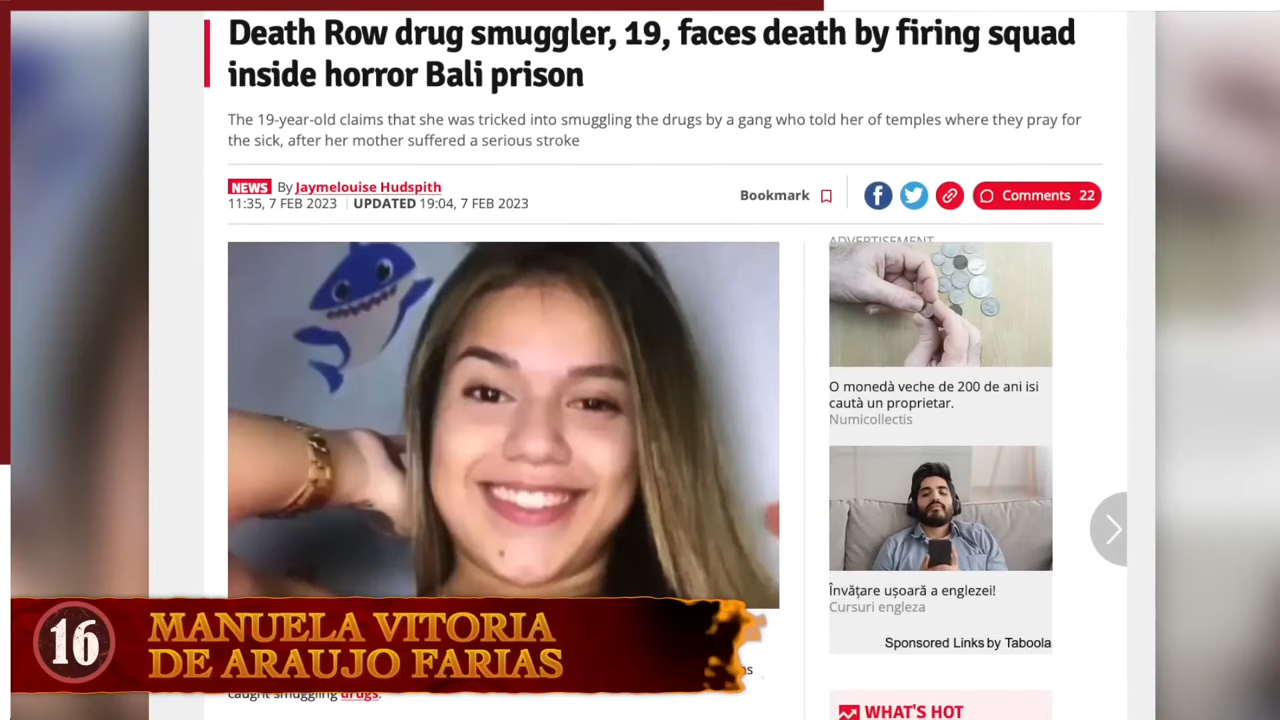 Death Row drug smuggler, 19, faces death by firing squad
inside horror Bali prison
The 19-year-old claims that she was tricked into smuggling the drugs by a gang who told her of temples where they pray for
the sick, after her mother suffered a serious stroke
NEWS By Jaymelouise Hudspith
11:35, 7 FEB 2023 | UPDATED 19:04, 7 FEB 2023
Bookmark
Comments 22
ADVERTISEMENT
O monedà veche de 200 de ani isi
cautà un proprietar.
Numicollectis
Învățare ușoară a englezei!
Cursuri engleza
Sponsored Links by Taboola
16
MANUELA VITORIA
DE ARAUJO FARIAS
caught smuggling drugs.
WHAT'S HOT